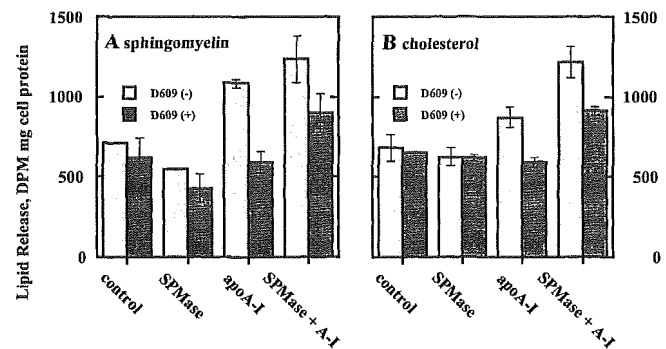 1500
1000
500
0
Lipid Release, DPM mg cell protein
A sphingomyelin
D609 (-)
D609 (+)
control
SPMase
apoA-I
SPMase + A-I
B cholesterol
D609 (-)
D609 (+)
control
SPMase
apoA-I
SPMase + A-I
1500
1000
500
0